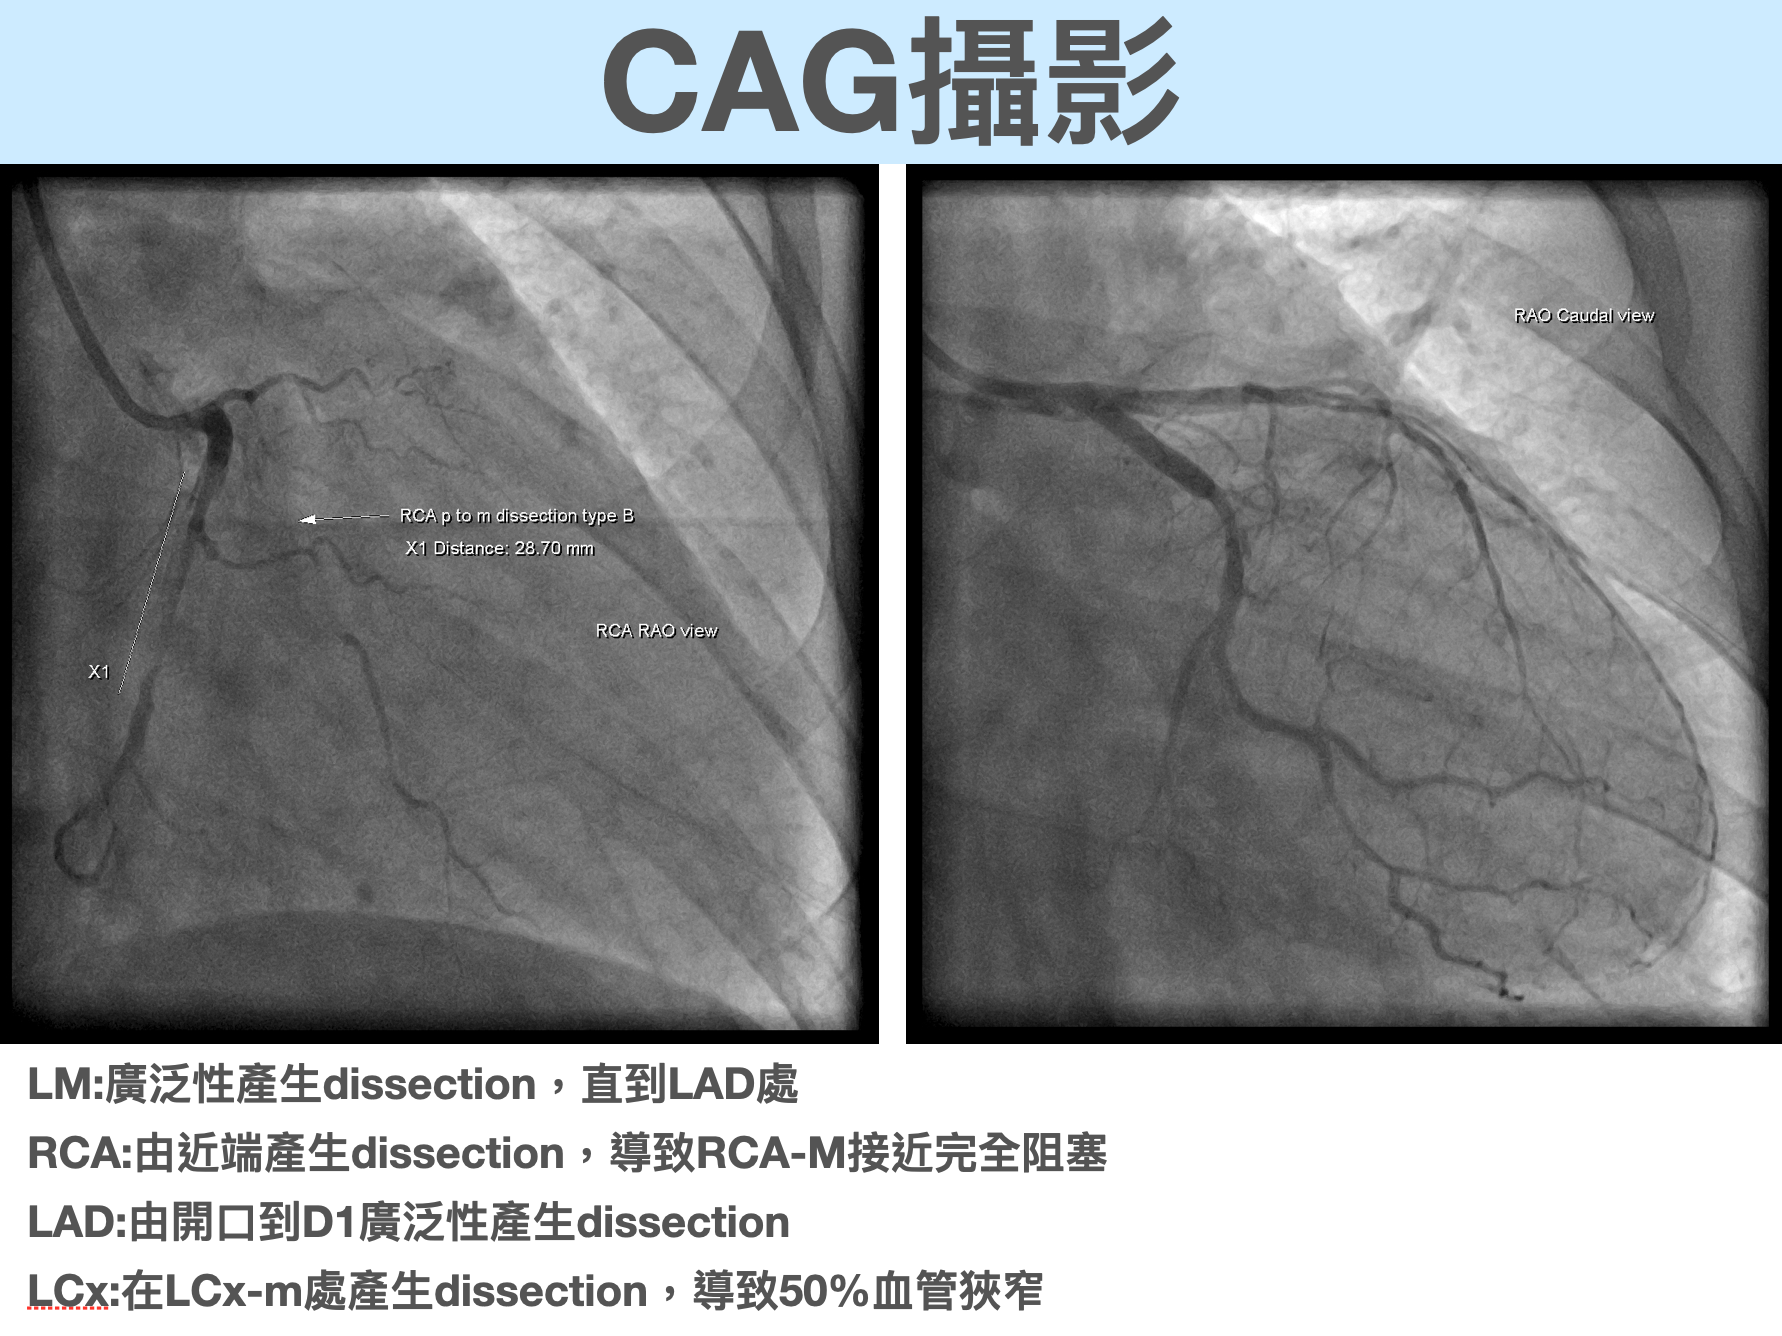 CAG攝影
RCA p to m dissection type B
X1 Distance: 28.70 mm
RCA RAO view
X1
RAO Caudal view
LM:廣泛性產生dissection，直到LAD處
RCA:由近端產生dissection，導致RCA-M接近完全阻塞
LAD:由開口到D1廣泛性產生dissection
LCx:在LCx-m處產生dissection，導致50%血管狹窄